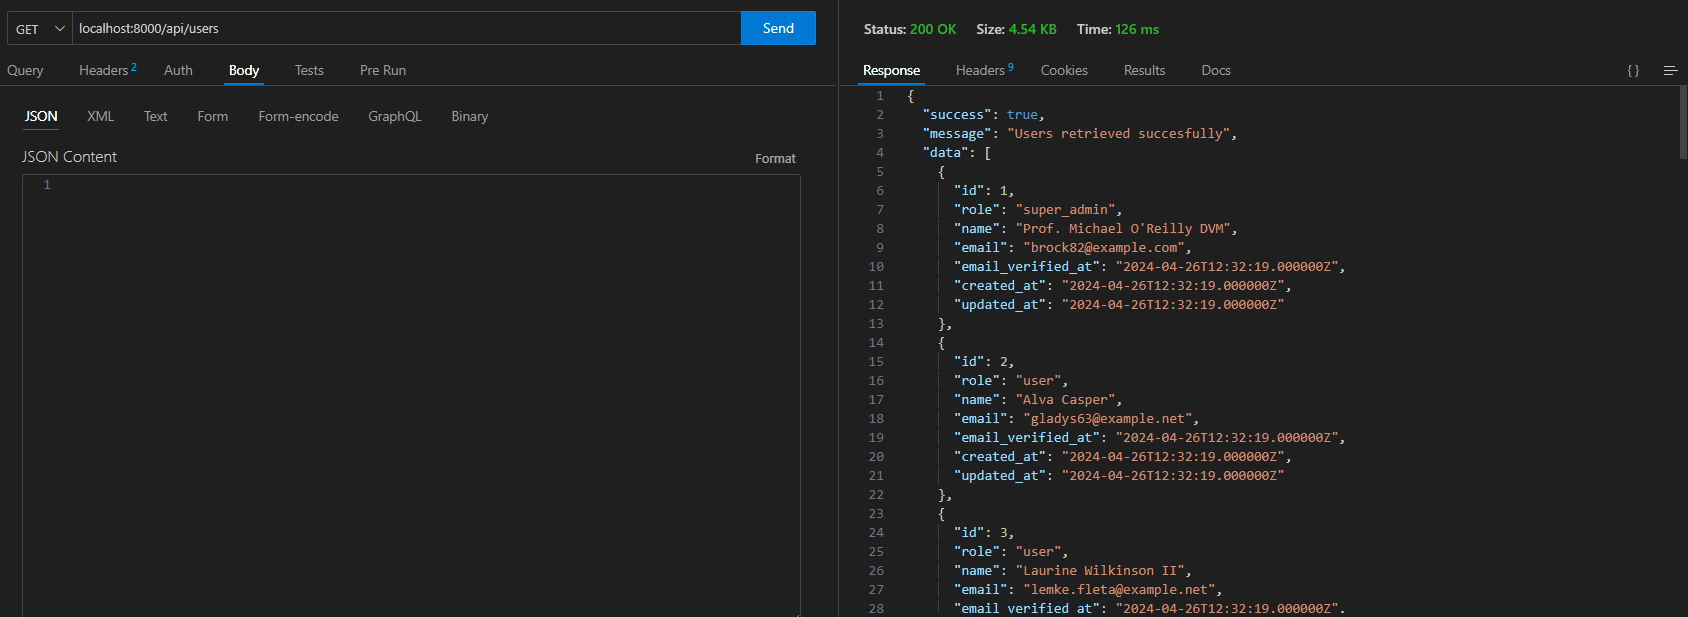 GET localhost:8000/api/users Send
Query Headers 2 Auth Body Tests Pre Run
JSON XML Text Form Form-encode GraphQL Binary
JSON Content Format
1
Status: 200 OK Size: 4.54 KB Time: 126 ms
Response Headers 9 Cookies Results Docs { }
1 {
2 "success": true,
3 "message": "Users retrieved succesfully",
4 "data": [
5 {
6 "id": 1,
7 "role": "super_admin",
8 "name": "Prof. Michael O'Reilly DVM",
9 "email": "brock82@example.com",
10 "email_verified_at": "2024-04-26T12:32:19.000000Z",
11 "created_at": "2024-04-26T12:32:19.000000Z",
12 "updated_at": "2024-04-26T12:32:19.000000Z"
13 },
14 {
15 "id": 2,
16 "role": "user",
17 "name": "Alva Casper",
18 "email": "gladys63@example.net",
19 "email_verified_at": "2024-04-26T12:32:19.000000Z",
20 "created_at": "2024-04-26T12:32:19.000000Z",
21 "updated_at": "2024-04-26T12:32:19.000000Z"
22 },
23 {
24 "id": 3,
25 "role": "user",
26 "name": "Laurine Wilkinson II",
27 "email": "lemke.fleta@example.net",
28 "email_verified_at": "2024-04-26T12:32:19.000000Z",